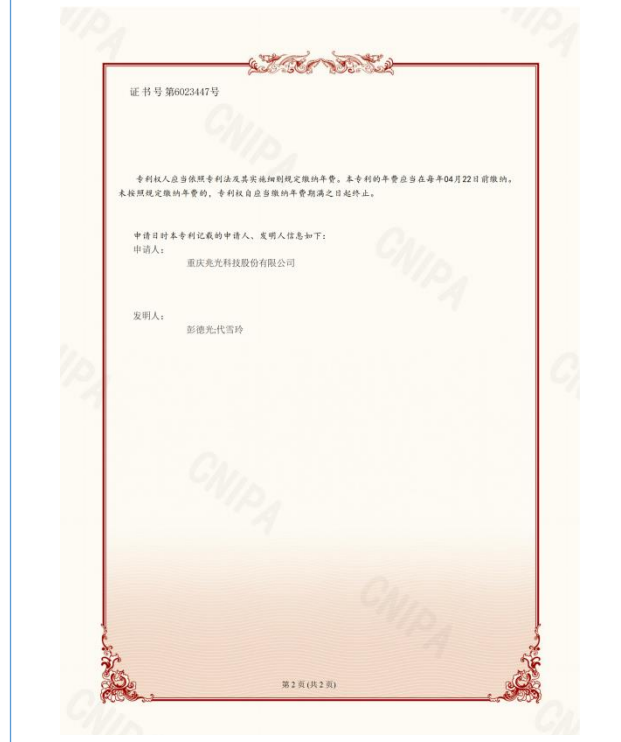 证书号第6023447号
专利权人应当依照专利法及其实施细则规定缴纳年费。本专利的年费应当在每年04月22日前缴纳。
未按照规定缴纳年费的,专利权自应当缴纳年费期满之日起终止。
申请日时本专利记载的申请人、发明人信息如下:
申请人:
重庆兆光科技股份有限公司
发明人:
彭德光;代雪玲
第 2 页 (共 2 页)
CNIPA
CNIPA
CNIPA
CNIPA